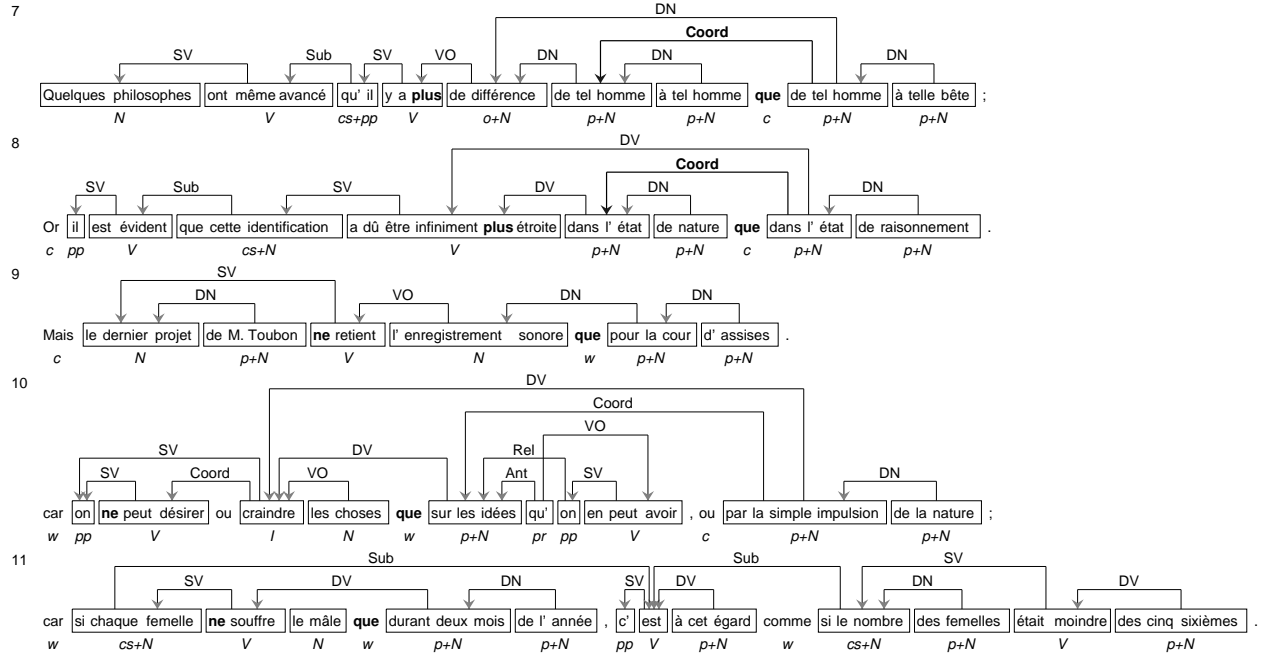 7
DN
Coord
SV Sub SV VO DN DN DN
Quelques philosophes ont même avancé qu' il y a plus de différence de tel homme à tel homme que de tel homme à telle bête ;
N V cs+pp V o+N p+N p+N c p+N p+N
8
DV
Coord
SV Sub SV DV DN DN
Or il est évident que cette identification a dû être infiniment plus étroite dans l' état de nature que dans l' état de raisonnement .
c pp V cs+N V p+N p+N c p+N p+N
9
SV
DN VO DN DN
Mais le dernier projet de M. Toubon ne retient l' enregistrement sonore que pour la cour d' assises .
c N p+N V N w p+N p+N
10
DV
Coord
VO
SV DV Rel
SV Coord VO Ant SV DN
car on ne peut désirer ou craindre les choses que sur les idées qu' on en peut avoir , ou par la simple impulsion de la nature ;
w pp V I N w p+N pr pp V c p+N p+N
11
Sub Sub SV
SV DV DN SV DV DN DV
car si chaque femelle ne souffre le mâle que durant deux mois de l' année , c' est à cet égard comme si le nombre des femelles était moindre des cinq sixièmes .
w cs+N V N w p+N p+N pp V p+N w cs+N p+N V p+N